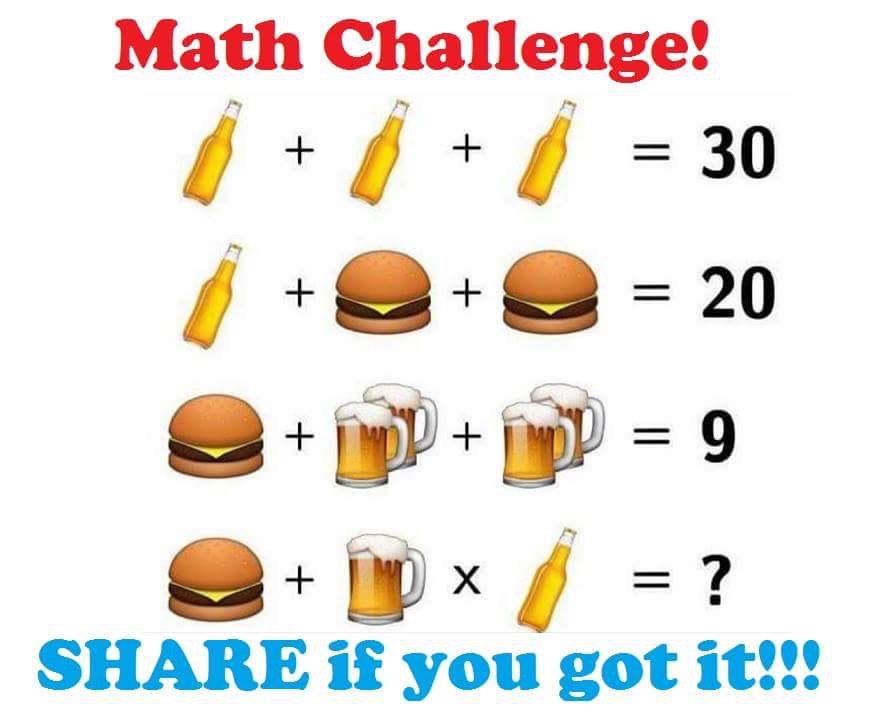 Math Challenge!
+ + = 30
+ + = 20
+ + = 9
+ x = ?
SHARE if you got it!!!